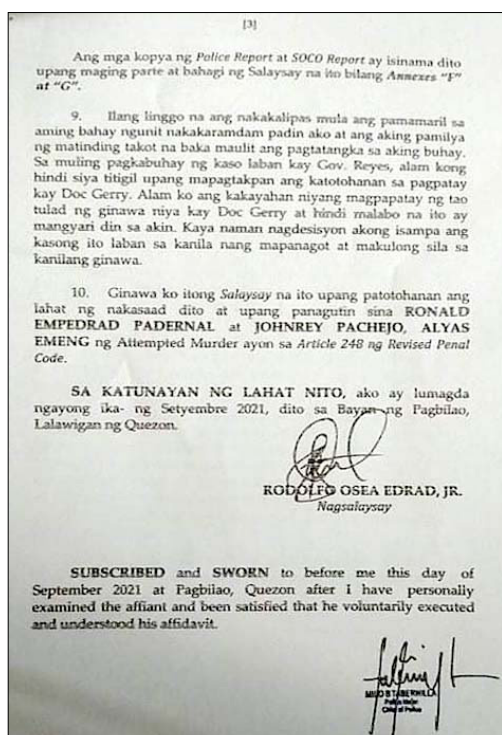 [3]
Ang mga kopya ng Police Report at SOCO Report ay isinama dito
upang maging parte at bahagi ng Salaysay na ito bilang Annexes "F"
at "G".
9. Ilang linggo na ang nakakalipas mula ang pamamaril sa
aming bahay ngunit nakakaramdam padin ako at ang aking pamilya
ng matinding takot na baka maulit ang pagtatangka sa aking buhay.
Sa muling pagkabuhay ng kaso laban kay Gov. Reyes, alam kong
hindi siya titigil upang mapagtakpan ang katotohanan sa pagpatay
kay Doc Gerry. Alam ko ang kakayahan niyang magpapatay ng tao
tulad ng ginawa niya kay Doc Gerry at hindi malabo na ito ay
mangyari din sa akin. Kaya naman nagdesisyon akong isampa ang
kasong ito laban sa kanila nang mapanagot at makulong sila sa
kanilang ginawa.
10. Ginawa ko itong Salaysay na ito upang patotohanan ang
lahat ng nakasaad dito at upang panagutin sina RONALD
EMPEDRAD PADERNAL at JOHNREY PACHEJO, ALYAS
EMENG ng Attempted Murder ayon sa Article 248 ng Revised Penal
Code.
SA KATUNAYAN NG LAHAT NITO, ako ay lumagda
ngayong ika- ng Setyembre 2021, dito sa Bayan ng Pagbilao,
Lalawigan ng Quezon.
RODOLFO OSEA EDRAD, JR.
Nagsalaysay
SUBSCRIBED and SWORN to before me this day of
September 2021 at Pagbilao, Quezon after I have personally
examined the affiant and been satisfied that he voluntarily executed
and understood his affidavit.
Police Major
Chief of Police